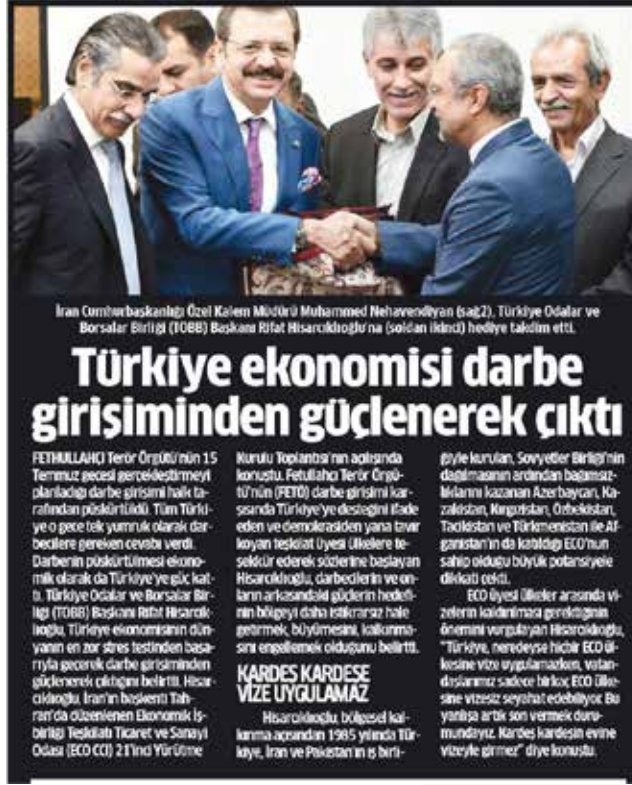 İran Cumhurbaşkanlığı Özel Kalem Müdürü Muhammed Nehavendiyan (sağ2), Türkiye Odalar ve
Borsalar Birliği (TOBB) Başkanı Rifat Hisarcıklıoğlu'na (soldan ikinci) hediye takdim etti.
Türkiye ekonomisi darbe
girişiminden güçlenerek çıktı
FETHULLAHÇI Terör Örgütü'nün 15
Temmuz gecesi gerçekleştirmeyi
planladığı darbe girişimi halk ta-
rafından püskürtüldü. Tüm Türki-
ye o gece tek yumruk olarak dar-
becilere gereken cevabı verdi.
Darbenin püskürtülmesi ekono-
mik olarak da Türkiye'ye güç kat-
tı. Türkiye Odalar ve Borsalar Bir-
liği (TOBB) Başkanı Rifat Hisarcık-
lıoğlu, Türkiye ekonomisinin dün-
yanın en zor stres testinden başa-
rıyla geçerek darbe girişiminden
güçlenerek çıktığını belirtti. Hisar-
cıklıoğlu, İran'ın başkenti Tah-
ran'da düzenlenen Ekonomik İş-
birliği Teşkilatı Ticaret ve Sanayi
Odası (ECO CCI) 21'inci Yürütme
Kurulu Toplantısı'nın açılışında
konuştu. Fetullahçı Terör Örgü-
tü'nün (FETÖ) darbe girişimi kar-
şısında Türkiye'ye desteğini ifade
eden ve demokrasiden yana tavır
koyan teşkilat üyesi ülkelere te-
şekkür ederek sözlerine başlayan
Hisarcıklıoğlu, darbecilerin ve on-
ların arkasındaki güçlerin hedefi-
nin bölgeyi daha istikrarsız hale
getirmek, büyümesini, kalkınma-
sını engellemek olduğunu belirtti.
KARDEŞ KARDEŞE
VİZE UYGULAMAZ
Hisarcıklıoğlu, bölgesel kal-
kınma açısından 1985 yılında Tür-
kiye, İran ve Pakistan'ın iş birli-
ğiyle kurulan, Sovyetler Birliği'nin
dağılmasının ardından bağımsız-
lıklarını kazanan Azerbaycan, Ka-
zakistan, Kırgızistan, Özbekistan,
Tacikistan ve Türkmenistan ile Af-
ganistan'ın da katıldığı ECO'nun
sahip olduğu büyük potansiyele
dikkati çekti.
ECO üyesi ülkeler arasında vi-
zelerin kaldırılması gerektiğinin
önemini vurgulayan Hisarcıklıoğlu,
"Türkiye, neredeyse hiçbir ECO ül-
kesine vize uygulamazken, vatan-
daşlarımız sadece birkaç ECO ülke-
sine vizesiz seyahat edebiliyor. Bu
yanlışa artık son vermek duru-
mundayız. Kardeş kardeşin evine
vizeyle girmez" diye konuştu.